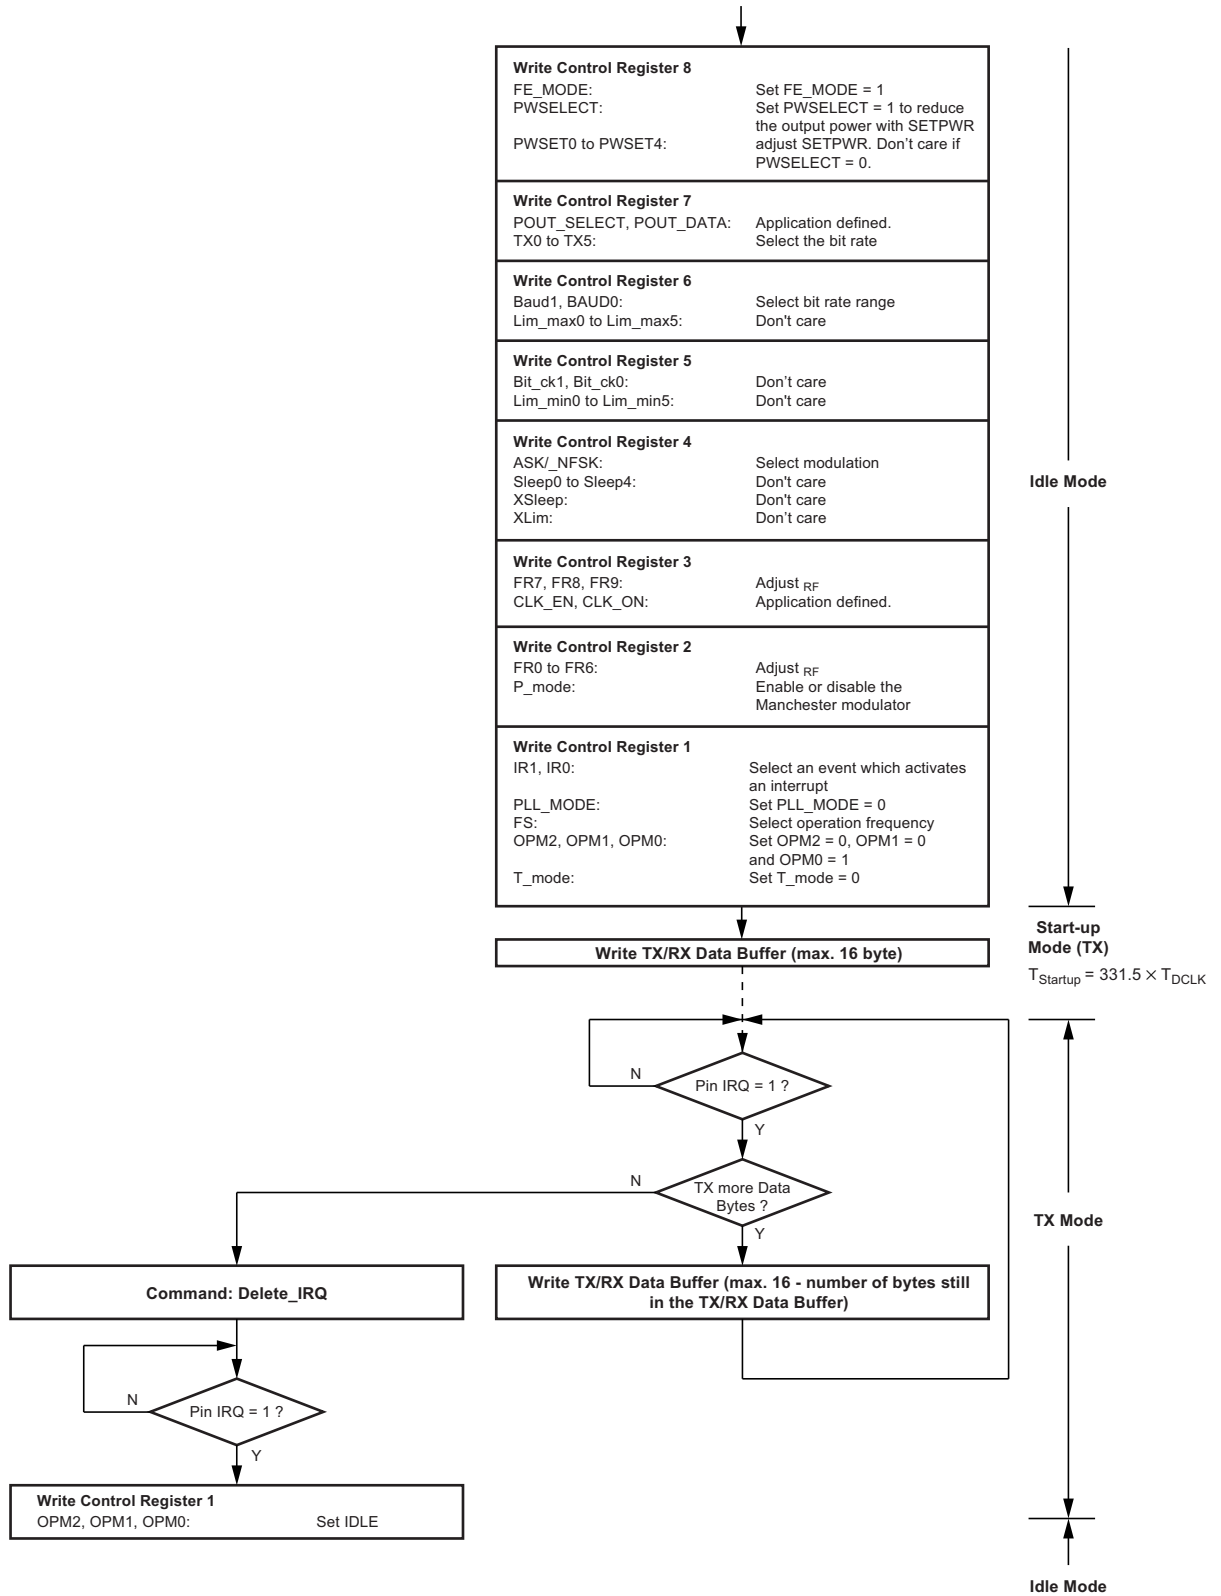 Write Control Register 8
FE_MODE: Set FE_MODE = 1
PWSELECT: Set PWSELECT = 1 to reduce
the output power with SETPWR
PWSET0 to PWSET4: adjust SETPWR. Don't care if
PWSELECT = 0.
Write Control Register 7
POUT_SELECT, POUT_DATA: Application defined.
TX0 to TX5: Select the bit rate
Write Control Register 6
Baud1, BAUD0: Select bit rate range
Lim_max0 to Lim_max5: Don't care
Write Control Register 5
Bit_ck1, Bit_ck0: Don't care
Lim_min0 to Lim_min5: Don't care
Write Control Register 4
ASK/_NFSK: Select modulation
Sleep0 to Sleep4: Don't care
XSleep: Don't care
XLim: Don't care
Idle Mode
Write Control Register 3
FR7, FR8, FR9: Adjust RF
CLK_EN, CLK_ON: Application defined.
Write Control Register 2
FR0 to FR6: Adjust RF
P_mode: Enable or disable the
Manchester modulator
Write Control Register 1
IR1, IR0: Select an event which activates
an interrupt
PLL_MODE: Set PLL_MODE = 0
FS: Select operation frequency
OPM2, OPM1, OPM0: Set OPM2 = 0, OPM1 = 0
and OPM0 = 1
T_mode: Set T_mode = 0
Start-up
Mode (TX)
TStartup = 331.5 × TDCLK
Write TX/RX Data Buffer (max. 16 byte)
N
Pin IRQ = 1 ?
Y
N
TX more Data
Bytes ?
Y
TX Mode
Command: Delete_IRQ
Write TX/RX Data Buffer (max. 16 - number of bytes still
in the TX/RX Data Buffer)
N
Pin IRQ = 1 ?
Y
Write Control Register 1
OPM2, OPM1, OPM0: Set IDLE
Idle Mode